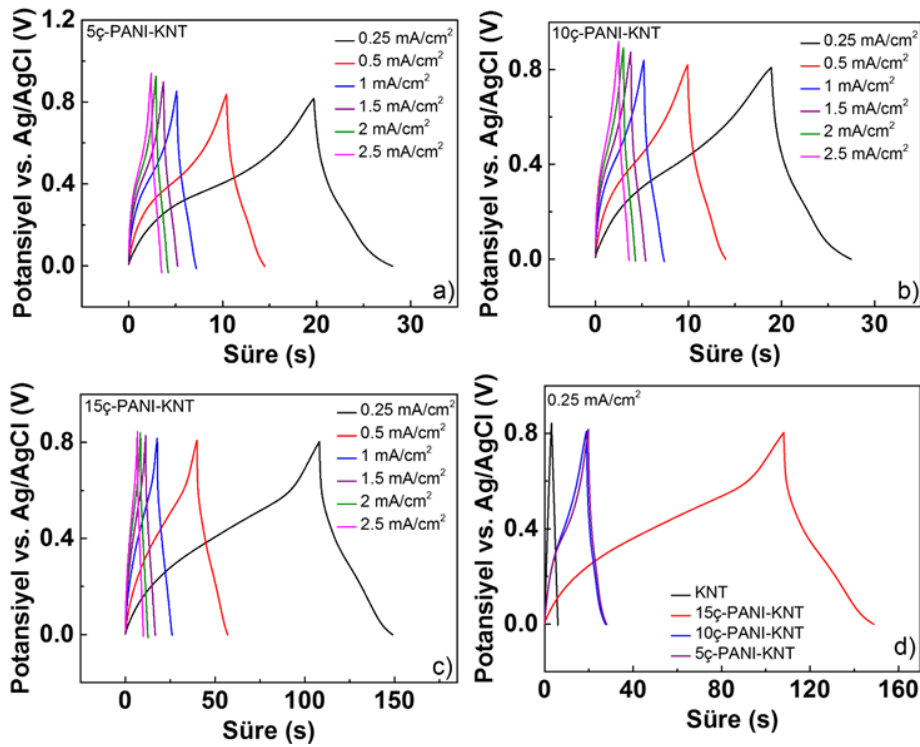 5ç-PANI-KNT
0.25 mA/cm²
0.5 mA/cm²
1 mA/cm²
1.5 mA/cm²
2 mA/cm²
2.5 mA/cm²
1.2
0.8
0.4
0.0
Potansiyel vs. Ag/AgCl (V)
0 10 20 30
Süre (s)
a)
10ç-PANI-KNT
0.25 mA/cm²
0.5 mA/cm²
1 mA/cm²
1.5 mA/cm²
2 mA/cm²
2.5 mA/cm²
0.8
0.4
0.0
Potansiyel vs. Ag/AgCl (V)
0 10 20 30
Süre (s)
b)
15ç-PANI-KNT
0.25 mA/cm²
0.5 mA/cm²
1 mA/cm²
1.5 mA/cm²
2 mA/cm²
2.5 mA/cm²
0.8
0.4
0.0
Potansiyel vs. Ag/AgCl (V)
0 50 100 150
Süre (s)
c)
0.25 mA/cm²
0.8
0.4
0.0
Potansiyel vs. Ag/AgCl (V)
KNT
15ç-PANI-KNT
10ç-PANI-KNT
5ç-PANI-KNT
0 40 80 120 160
Süre (s)
d)